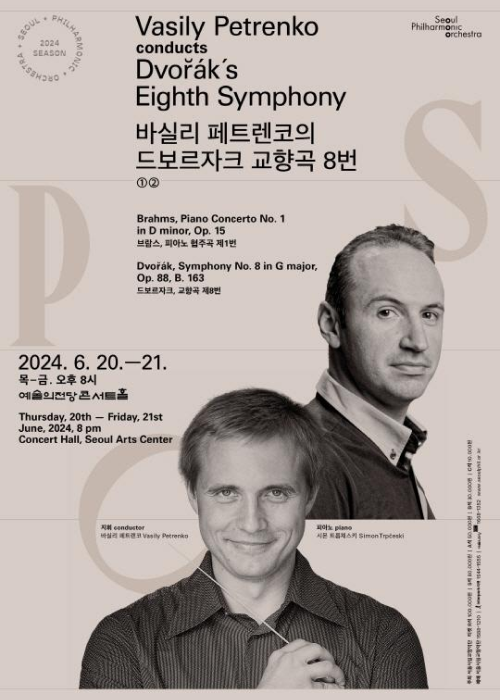 SEOUL PHILHARMONIC ORCHESTRA
2024
SEASON
Vasily Petrenko
conducts
Dvořák´s
Eighth Symphony
Seoul
Philharmonic
orchestra
바실리 페트렌코의
드보르자크 교향곡 8번
①②
S
P
O
Brahms, Piano Concerto No. 1
in D minor, Op. 15
브람스, 피아노 협주곡 제1번
Dvořák, Symphony No. 8 in G major,
Op. 88, B. 163
드보르자크, 교향곡 제8번
2024. 6. 20.—21.
목-금. 오후 8시
예술의전당 콘서트홀
Thursday, 20th — Friday, 21st
June, 2024, 8 pm
Concert Hall, Seoul Arts Center
지휘 conductor
바실리 페트렌코 Vasily Petrenko
피아노 piano
시몬 트릅체스키 Simon Trpčeski